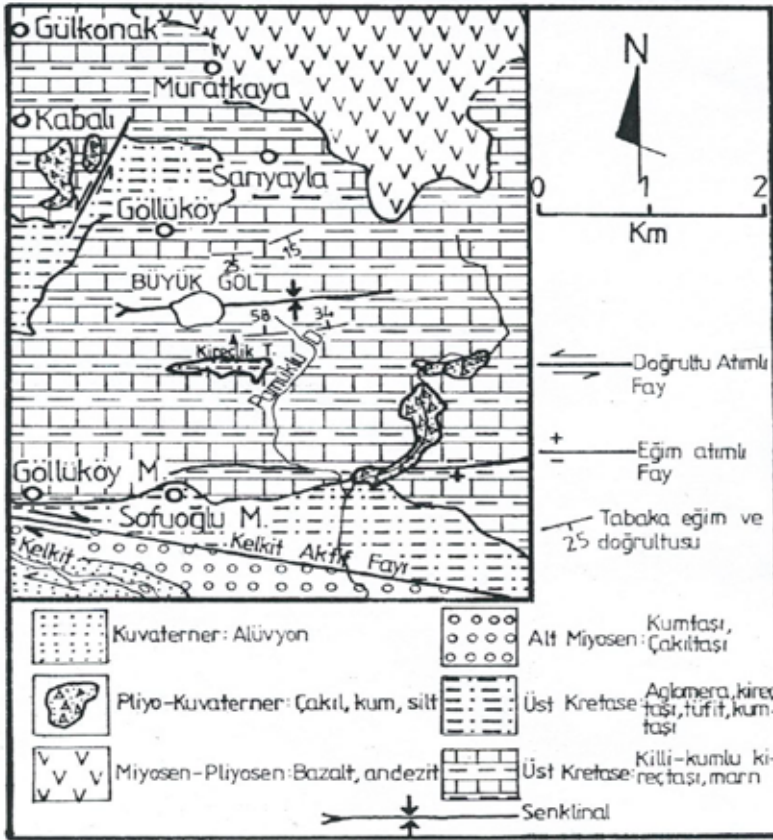 Gülkonak
Muratkaya
Kabalı
Sarıyayla
Göllüköy
15
25
BÜYÜK GÖL
58
34
Kireçlik T.
Pamuklu D.
Göllüköy M.
Sofuoğlu M.
Kelkit Aktif Fayı
Kelkit
N
0 1 2
Km
Doğrultu Atımlı
Fay
+
-
Eğim atımlı
Fay
25
Tabaka eğim ve
doğrultusu
Kuvaterner: Alüvyon
Pliyo-Kuvaterner: Çakıl, kum, silt
Miyosen-Pliyosen: Bazalt, andezit
Alt Miyosen: Kumtaşı,
Çakıltaşı
Üst Kretase: Aglomera, kireç
taşı, tüfit, kum-
taşı
Üst Kretase: Killi-kumlu ki-
reçtaşı, marn
Senklinal